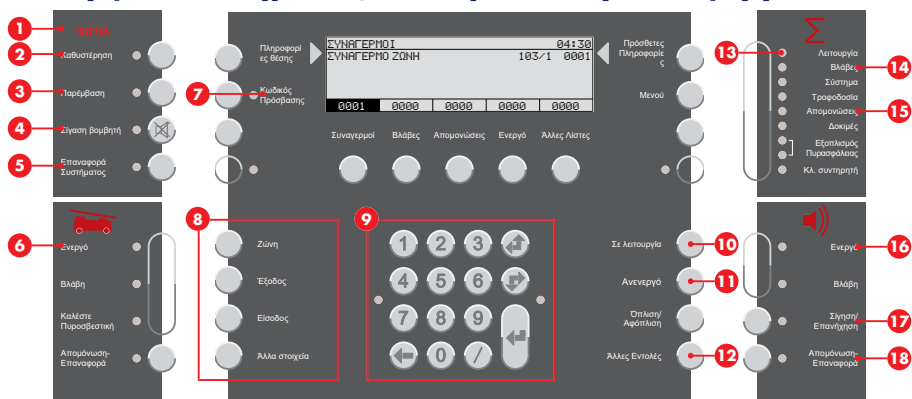 1 ΦΩΤΙΑ
2 Καθυστέρηση
3 Παρέμβαση
4 Σίγαση βομβητή
5 Επαναφορά
Συστήματος
6 Ενεργό
Βλάβη
Καλέστε
Πυροσβεστική
Απομόνωση-
Επαναφορά
Πληροφορί
ες θέσης
7 Κωδικός
Πρόσβασης
ΣΥΝΑΓΕΡΜΟΙ 04:30
ΣΥΝΑΓΕΡΜΟ ΖΩΝΗ 103/1 0001
0001 0000 0000 0000 0000
Συναγερμοί Βλάβες Απομονώσεις Ενεργό Άλλες Λίστες
Πρόσθετες
Πληροφορίε
ς
Μενού
8
Ζώνη
Έξοδος
Είσοδος
Άλλα στοιχεία
9
1 2 3
4 5 6
7 8 9
0 /
Σε λειτουργία 10
Ανενεργό 11
Όπλιση/
Αφόπλιση
Άλλες Εντολές 12
Σ
13 Λειτουργία
Βλάβες 14
Σύστημα
Τροφοδοσία
Απομονώσεις 15
Δοκιμές
Εξοπλισμός
Πυρασφάλειας
Κλ. συντηρητή
Ενεργό 16
Βλάβη
Σίγηση/
Επανήχηση 17
Απομόνωση-
Επαναφορά 18